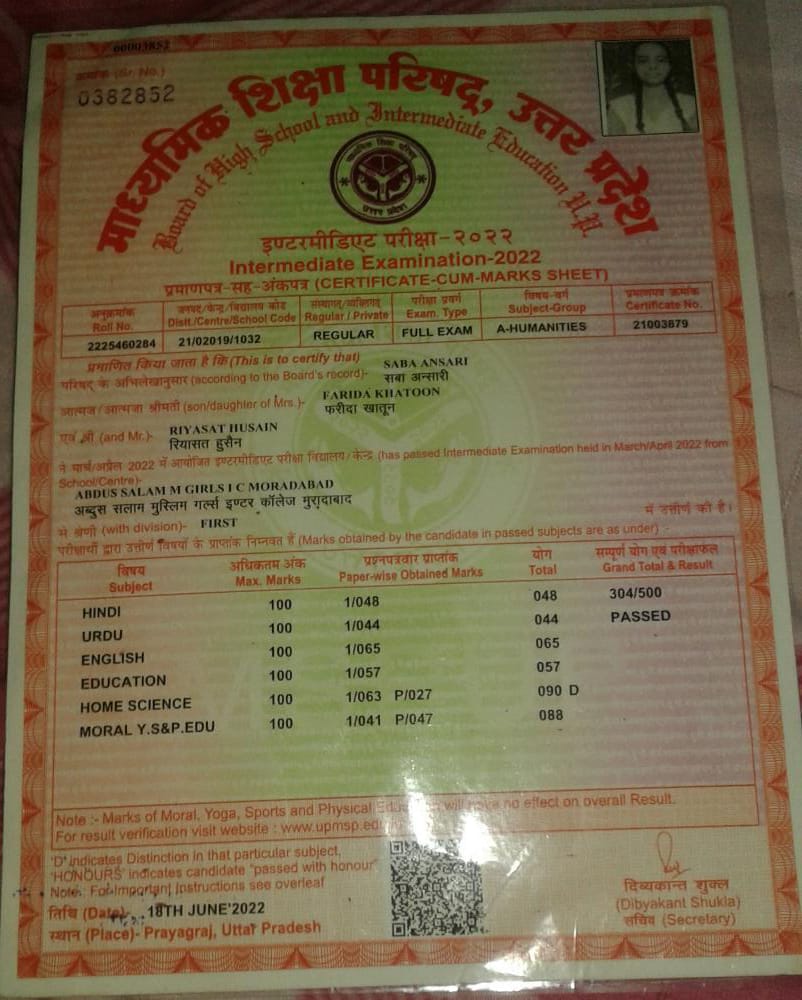 00003852
क्रमांक (Sr. No.)
0382852
माध्यमिक शिक्षा परिषद्, उत्तर प्रदेश
Board of High School and Intermediate Education U.P.
माध्यमिक शिक्षा परिषद्
उत्तर प्रदेश
इण्टरमीडिएट परीक्षा-२०२२
Intermediate Examination-2022
प्रमाणपत्र-सह-अंकपत्र (CERTIFICATE-CUM-MARKS SHEET)
अनुक्रमांक जनपद/केन्द्र/विद्यालय कोड संस्थागत/व्यक्तिगत परीक्षा प्रवर्ग विषय-वर्ग प्रमाणपत्र क्रमांक
Roll No. Distt./Centre/School Code Regular / Private Exam. Type Subject-Group Certificate No.
2225460284 21/02019/1032 REGULAR FULL EXAM A-HUMANITIES 21003879
प्रमाणित किया जाता है कि (This is to certify that) SABA ANSARI
परिषद् के अभिलेखानुसार (according to the Board's record)- सबा अन्सारी
FARIDA KHATOON
आत्मज/आत्मजा श्रीमती (son/daughter of Mrs.)- फरीदा खातून
RIYASAT HUSAIN
एवं श्री (and Mr.)- रियासत हुसैन
ने मार्च/अप्रैल 2022 में आयोजित इण्टरमीडिएट परीक्षा विद्यालय/केन्द्र (has passed Intermediate Examination held in March/April 2022 from
School/Centre)-
ABDUS SALAM M GIRLS I C MORADABAD
अब्दुस सलाम मुस्लिम गर्ल्स इण्टर कॉलेज मुरादाबाद
में उत्तीर्ण की है।
में श्रेणी (with division)- FIRST
परीक्षार्थी द्वारा उत्तीर्ण विषयों के प्राप्तांक निम्नवत हैं (Marks obtained by the candidate in passed subjects are as under) -
विषय अधिकतम अंक प्रश्नपत्रवार प्राप्तांक योग सम्पूर्ण योग एवं परीक्षाफल
Subject Max. Marks Paper-wise Obtained Marks Total Grand Total & Result
HINDI 100 1/048 048 304/500
URDU 100 1/044 044 PASSED
ENGLISH 100 1/065 065
EDUCATION 100 1/057 057
HOME SCIENCE 100 1/063 P/027 090 D
MORAL Y.S&P.EDU 100 1/041 P/047 088
Note :- Marks of Moral, Yoga, Sports and Physical Education will have no effect on overall Result.
For result verification visit website : www.upmsp.edu
'D' indicates Distinction in that particular subject,
'HONOURS' indicates candidate "passed with honour"
Note: For Important Instructions see overleaf
तिथि (Date)- 18TH JUNE'2022
स्थान (Place)- Prayagraj, Uttar Pradesh
दिव्यकान्त शुक्ल
(Dibyakant Shukla)
सचिव (Secretary)